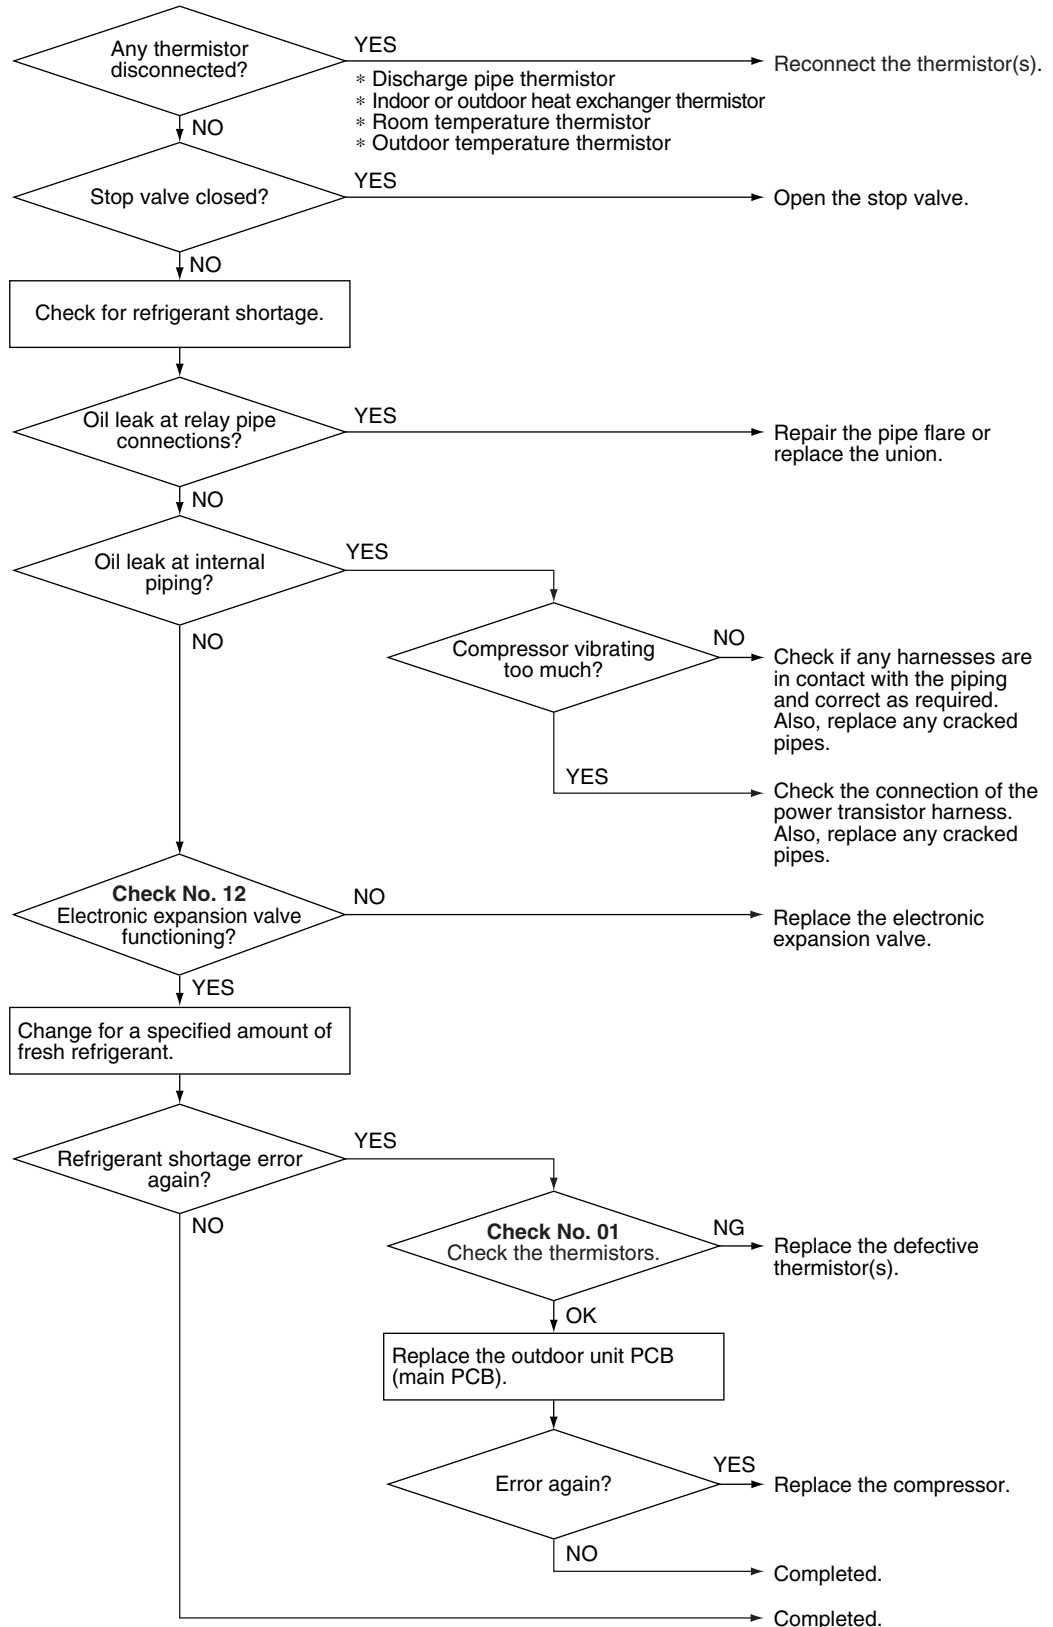 Any thermistor
disconnected?
YES
Reconnect the thermistor(s).
* Discharge pipe thermistor
* Indoor or outdoor heat exchanger thermistor
* Room temperature thermistor
* Outdoor temperature thermistor
NO
Stop valve closed?
YES
Open the stop valve.
NO
Check for refrigerant shortage.
Oil leak at relay pipe
connections?
YES
Repair the pipe flare or
replace the union.
NO
Oil leak at internal
piping?
YES
NO
Compressor vibrating
too much?
NO
Check if any harnesses are
in contact with the piping
and correct as required.
Also, replace any cracked
pipes.
YES
Check the connection of the
power transistor harness.
Also, replace any cracked
pipes.
Check No. 12
Electronic expansion valve
functioning?
NO
Replace the electronic
expansion valve.
YES
Change for a specified amount of
fresh refrigerant.
Refrigerant shortage error
again?
YES
NO
Check No. 01
Check the thermistors.
NG
Replace the defective
thermistor(s).
OK
Replace the outdoor unit PCB
(main PCB).
Error again?
YES
Replace the compressor.
NO
Completed.
Completed.